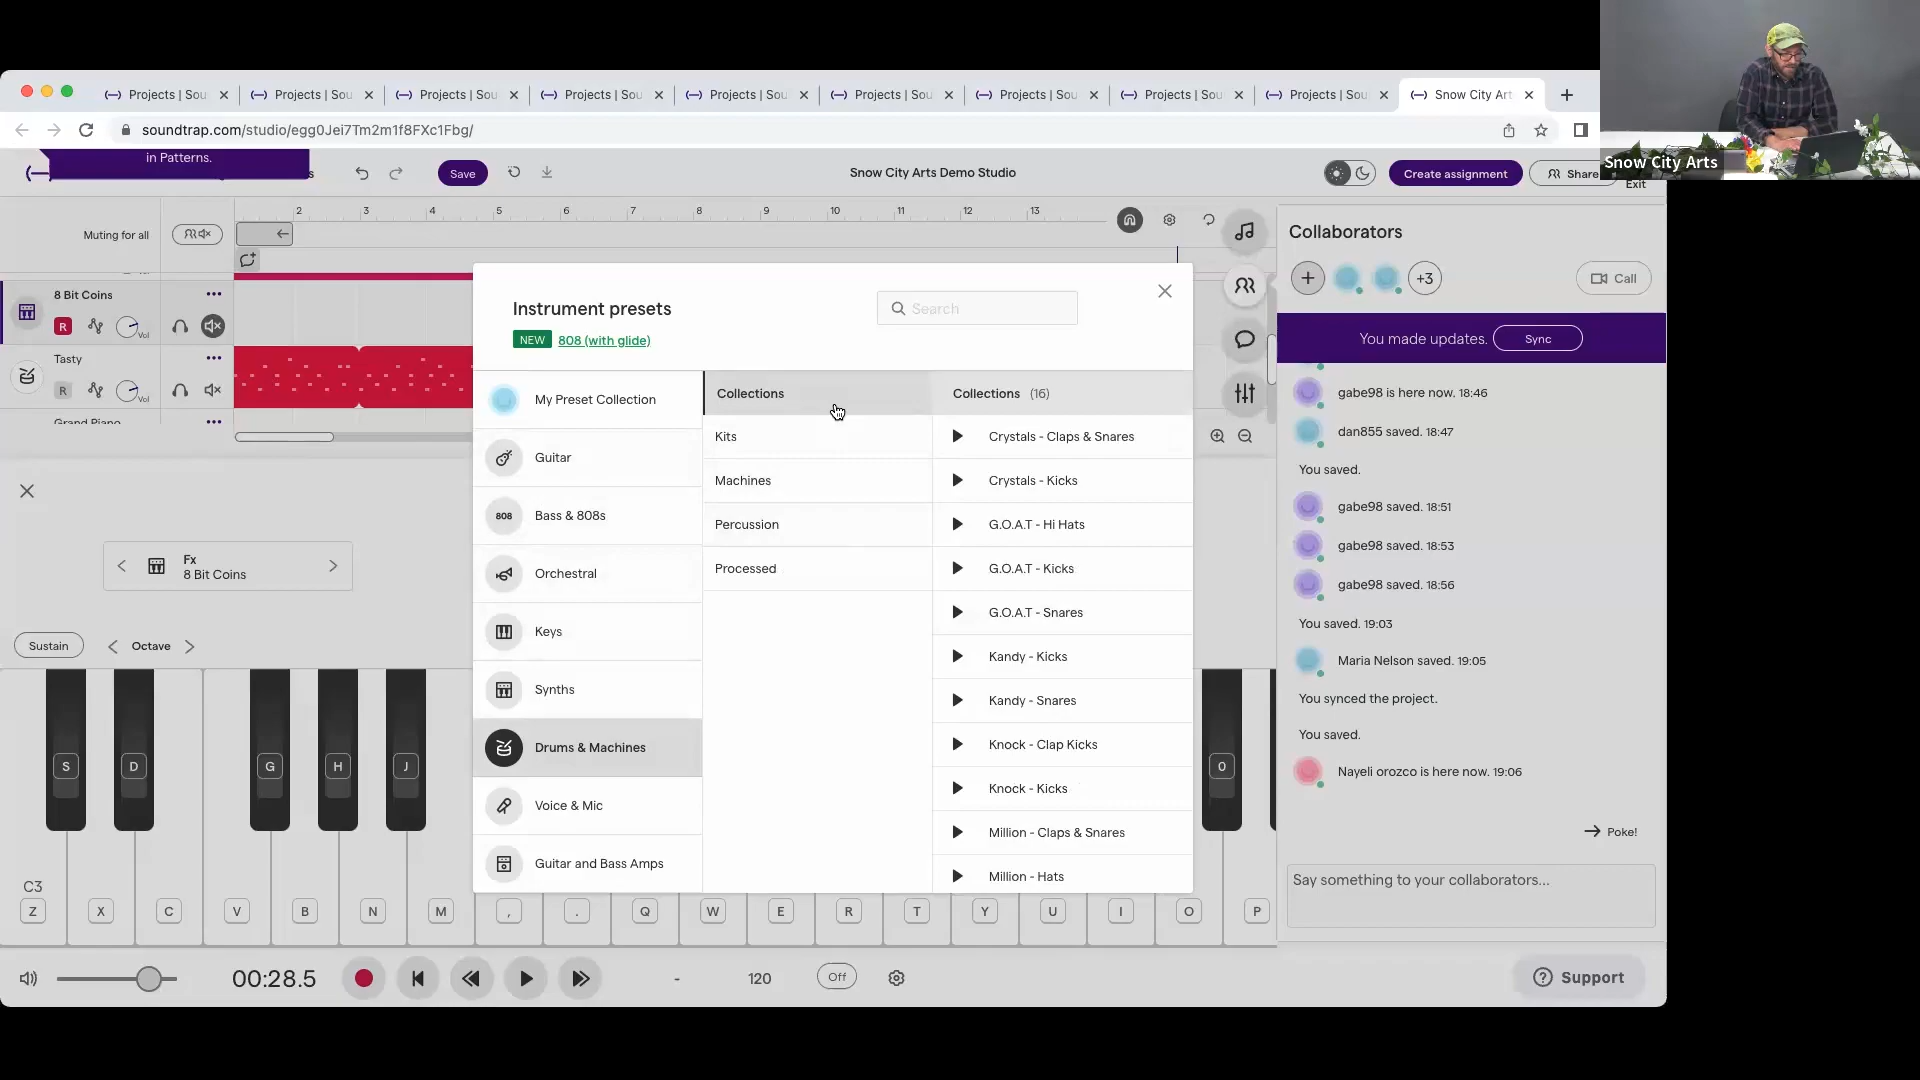 Snow City Arts
Projects | Sou
Projects | Sou
Projects | Sou
Projects | Sou
Projects | Sou
Projects | Sou
Projects | Sou
Projects | Sou
Projects | Sou
Snow City Art
soundtrap.com/studio/egg0Jei7Tm2m1f8FXc1Fbg/
in Patterns.
Save
Snow City Arts Demo Studio
Create assignment
Share
Exit
2 3 4 5 6 7 8 9 10 11 12 13
Muting for all
8 Bit Coins
R
Vol
Tasty
R
Vol
Grand Piano
Fx
8 Bit Coins
Sustain
Octave
Instrument presets
Search
NEW 808 (with glide)
My Preset Collection
Guitar
808 Bass & 808s
Orchestral
Keys
Synths
Drums & Machines
Voice & Mic
Guitar and Bass Amps
Collections
Kits
Machines
Percussion
Processed
Collections (16)
Crystals - Claps & Snares
Crystals - Kicks
G.O.A.T - Hi Hats
G.O.A.T - Kicks
G.O.A.T - Snares
Kandy - Kicks
Kandy - Snares
Knock - Clap Kicks
Knock - Kicks
Million - Claps & Snares
Million - Hats
Collaborators
+3
Call
You made updates. Sync
gabe98 is here now. 18:46
dan855 saved. 18:47
You saved.
gabe98 saved. 18:51
gabe98 saved. 18:53
gabe98 saved. 18:56
You saved. 19:03
Maria Nelson saved. 19:05
You synced the project.
You saved.
Nayeli orozco is here now. 19:06
Poke!
Say something to your collaborators...
S D G H J 0
C3
Z X C V B N M , . Q W E R T Y U I O P
00:28.5
-
120
Off
Support